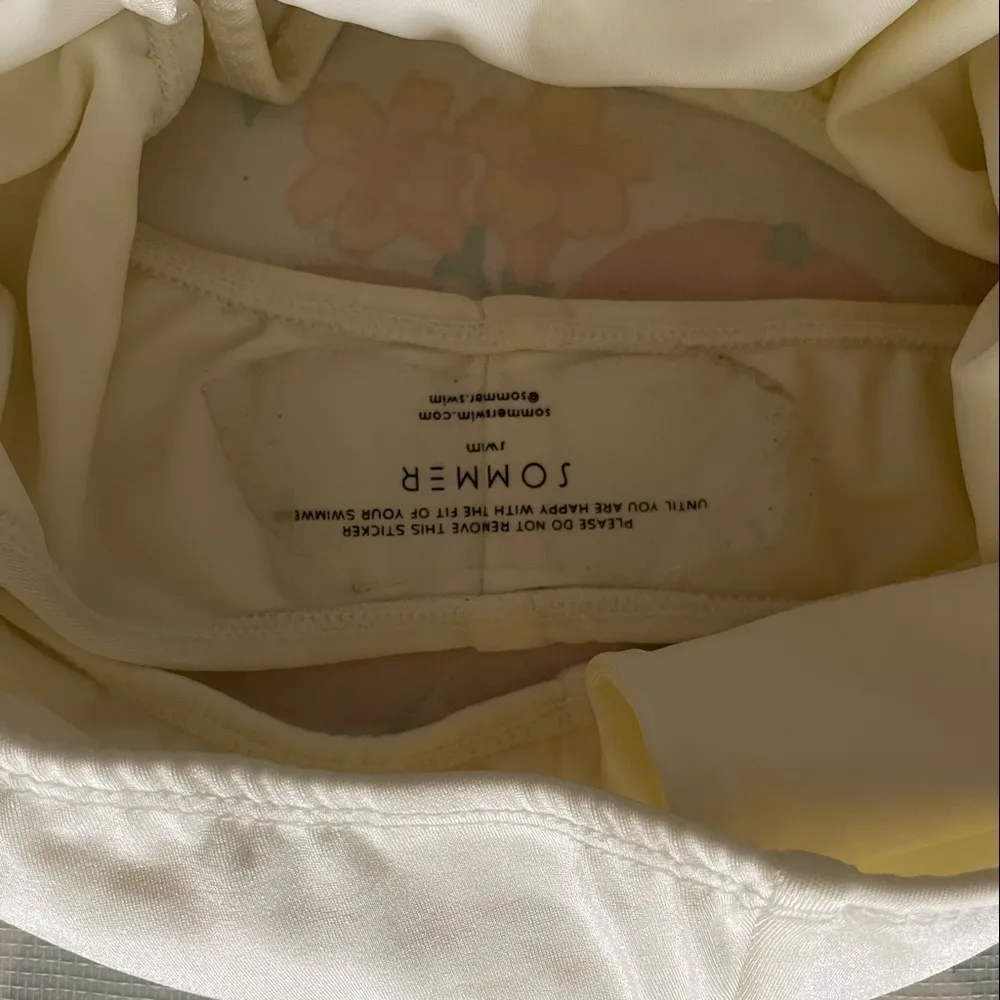 PLEASE DO NOT REMOVE THIS STICKER
UNTIL YOU ARE HAPPY WITH THE FIT OF YOUR SWIMWE
SOMMER
swim
sommerswim.com
@sommer.swim